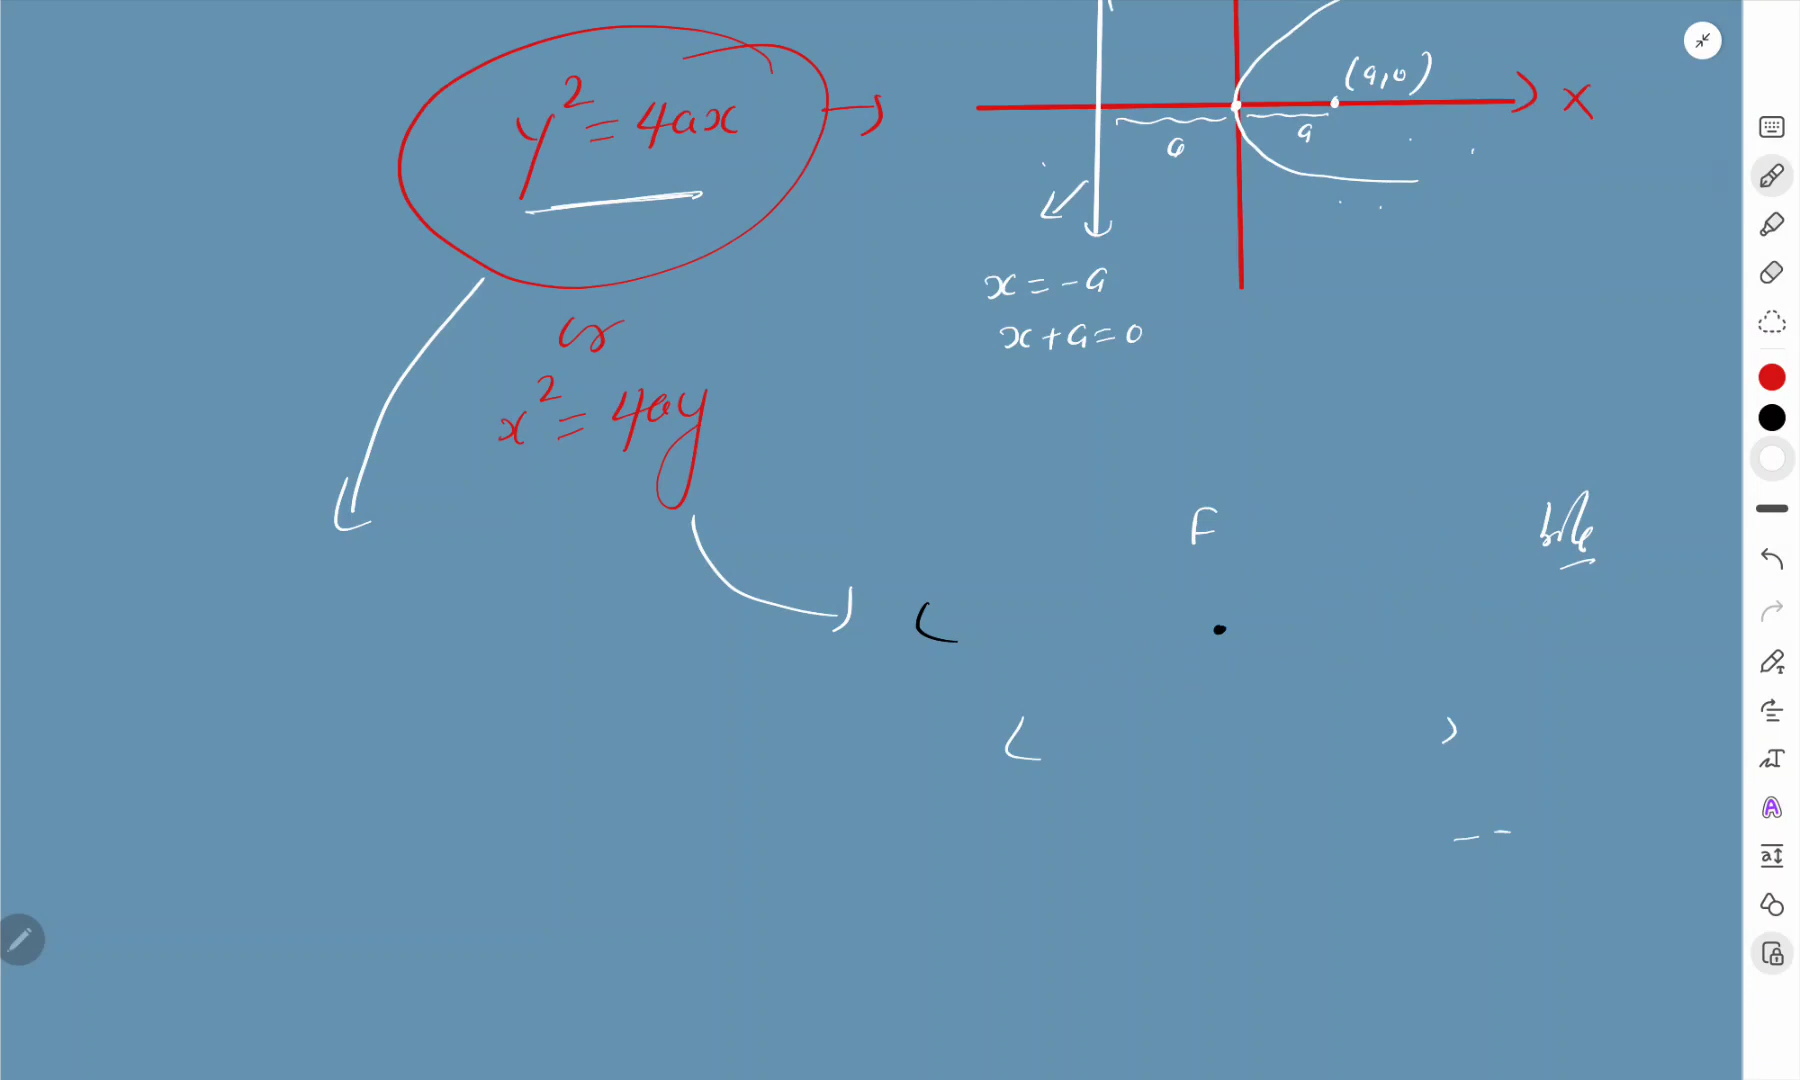 y² = 4ax
or
x² = 4ay
(a,0)
X
a
a
x = -a
x + a = 0
F